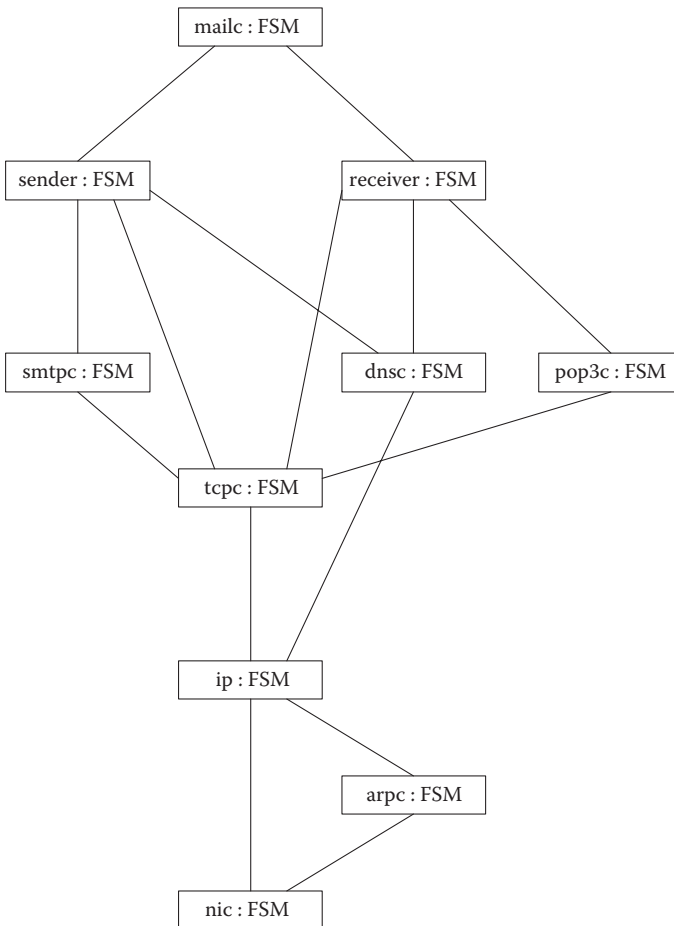 mailc : FSM
sender : FSM
receiver : FSM
smtpc : FSM
dnsc : FSM
pop3c : FSM
tcpc : FSM
ip : FSM
arpc : FSM
nic : FSM